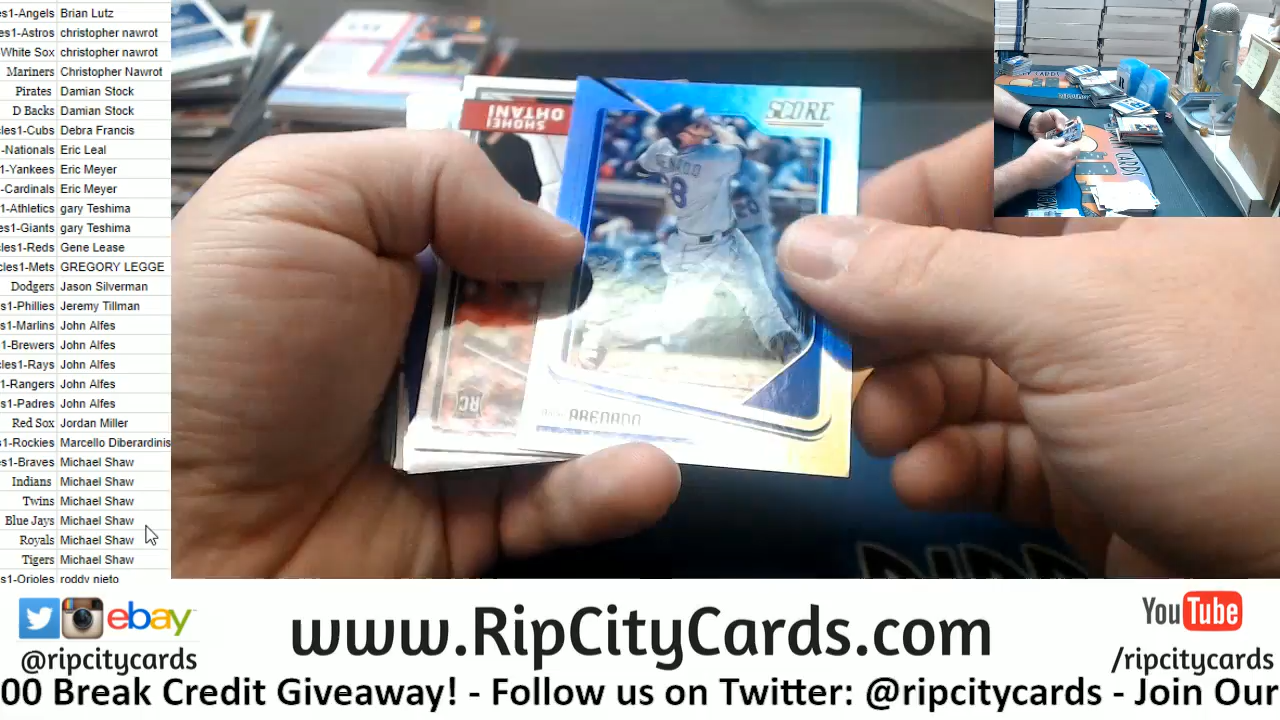 es1-Angels Brian Lutz
es1-Astros christopher nawrot
White Sox christopher nawrot
Mariners Christopher Nawrot
Pirates Damian Stock
D Backs Damian Stock
cles1-Cubs Debra Francis
-Nationals Eric Leal
-Yankees Eric Meyer
-Cardinals Eric Meyer
s1-Athletics gary Teshima
s1-Giants gary Teshima
cles1-Reds Gene Lease
cles1-Mets GREGORY LEGGE
Dodgers Jason Silverman
s1-Phillies Jeremy Tillman
s1-Marlins John Alfes
1-Brewers John Alfes
cles1-Rays John Alfes
1-Rangers John Alfes
s1-Padres John Alfes
Red Sox Jordan Miller
s1-Rockies Marcello Diberardinis
es1-Braves Michael Shaw
Indians Michael Shaw
Twins Michael Shaw
Blue Jays Michael Shaw
Royals Michael Shaw
Tigers Michael Shaw
s1-Orioles roddy nieto
SHOHEI
OHTANI
RC
SCORE
28
ARENADO
ebay
@ripcitycards
www.RipCityCards.com
YouTube
/ripcitycards
00 Break Credit Giveaway! - Follow us on Twitter: @ripcitycards - Join Our